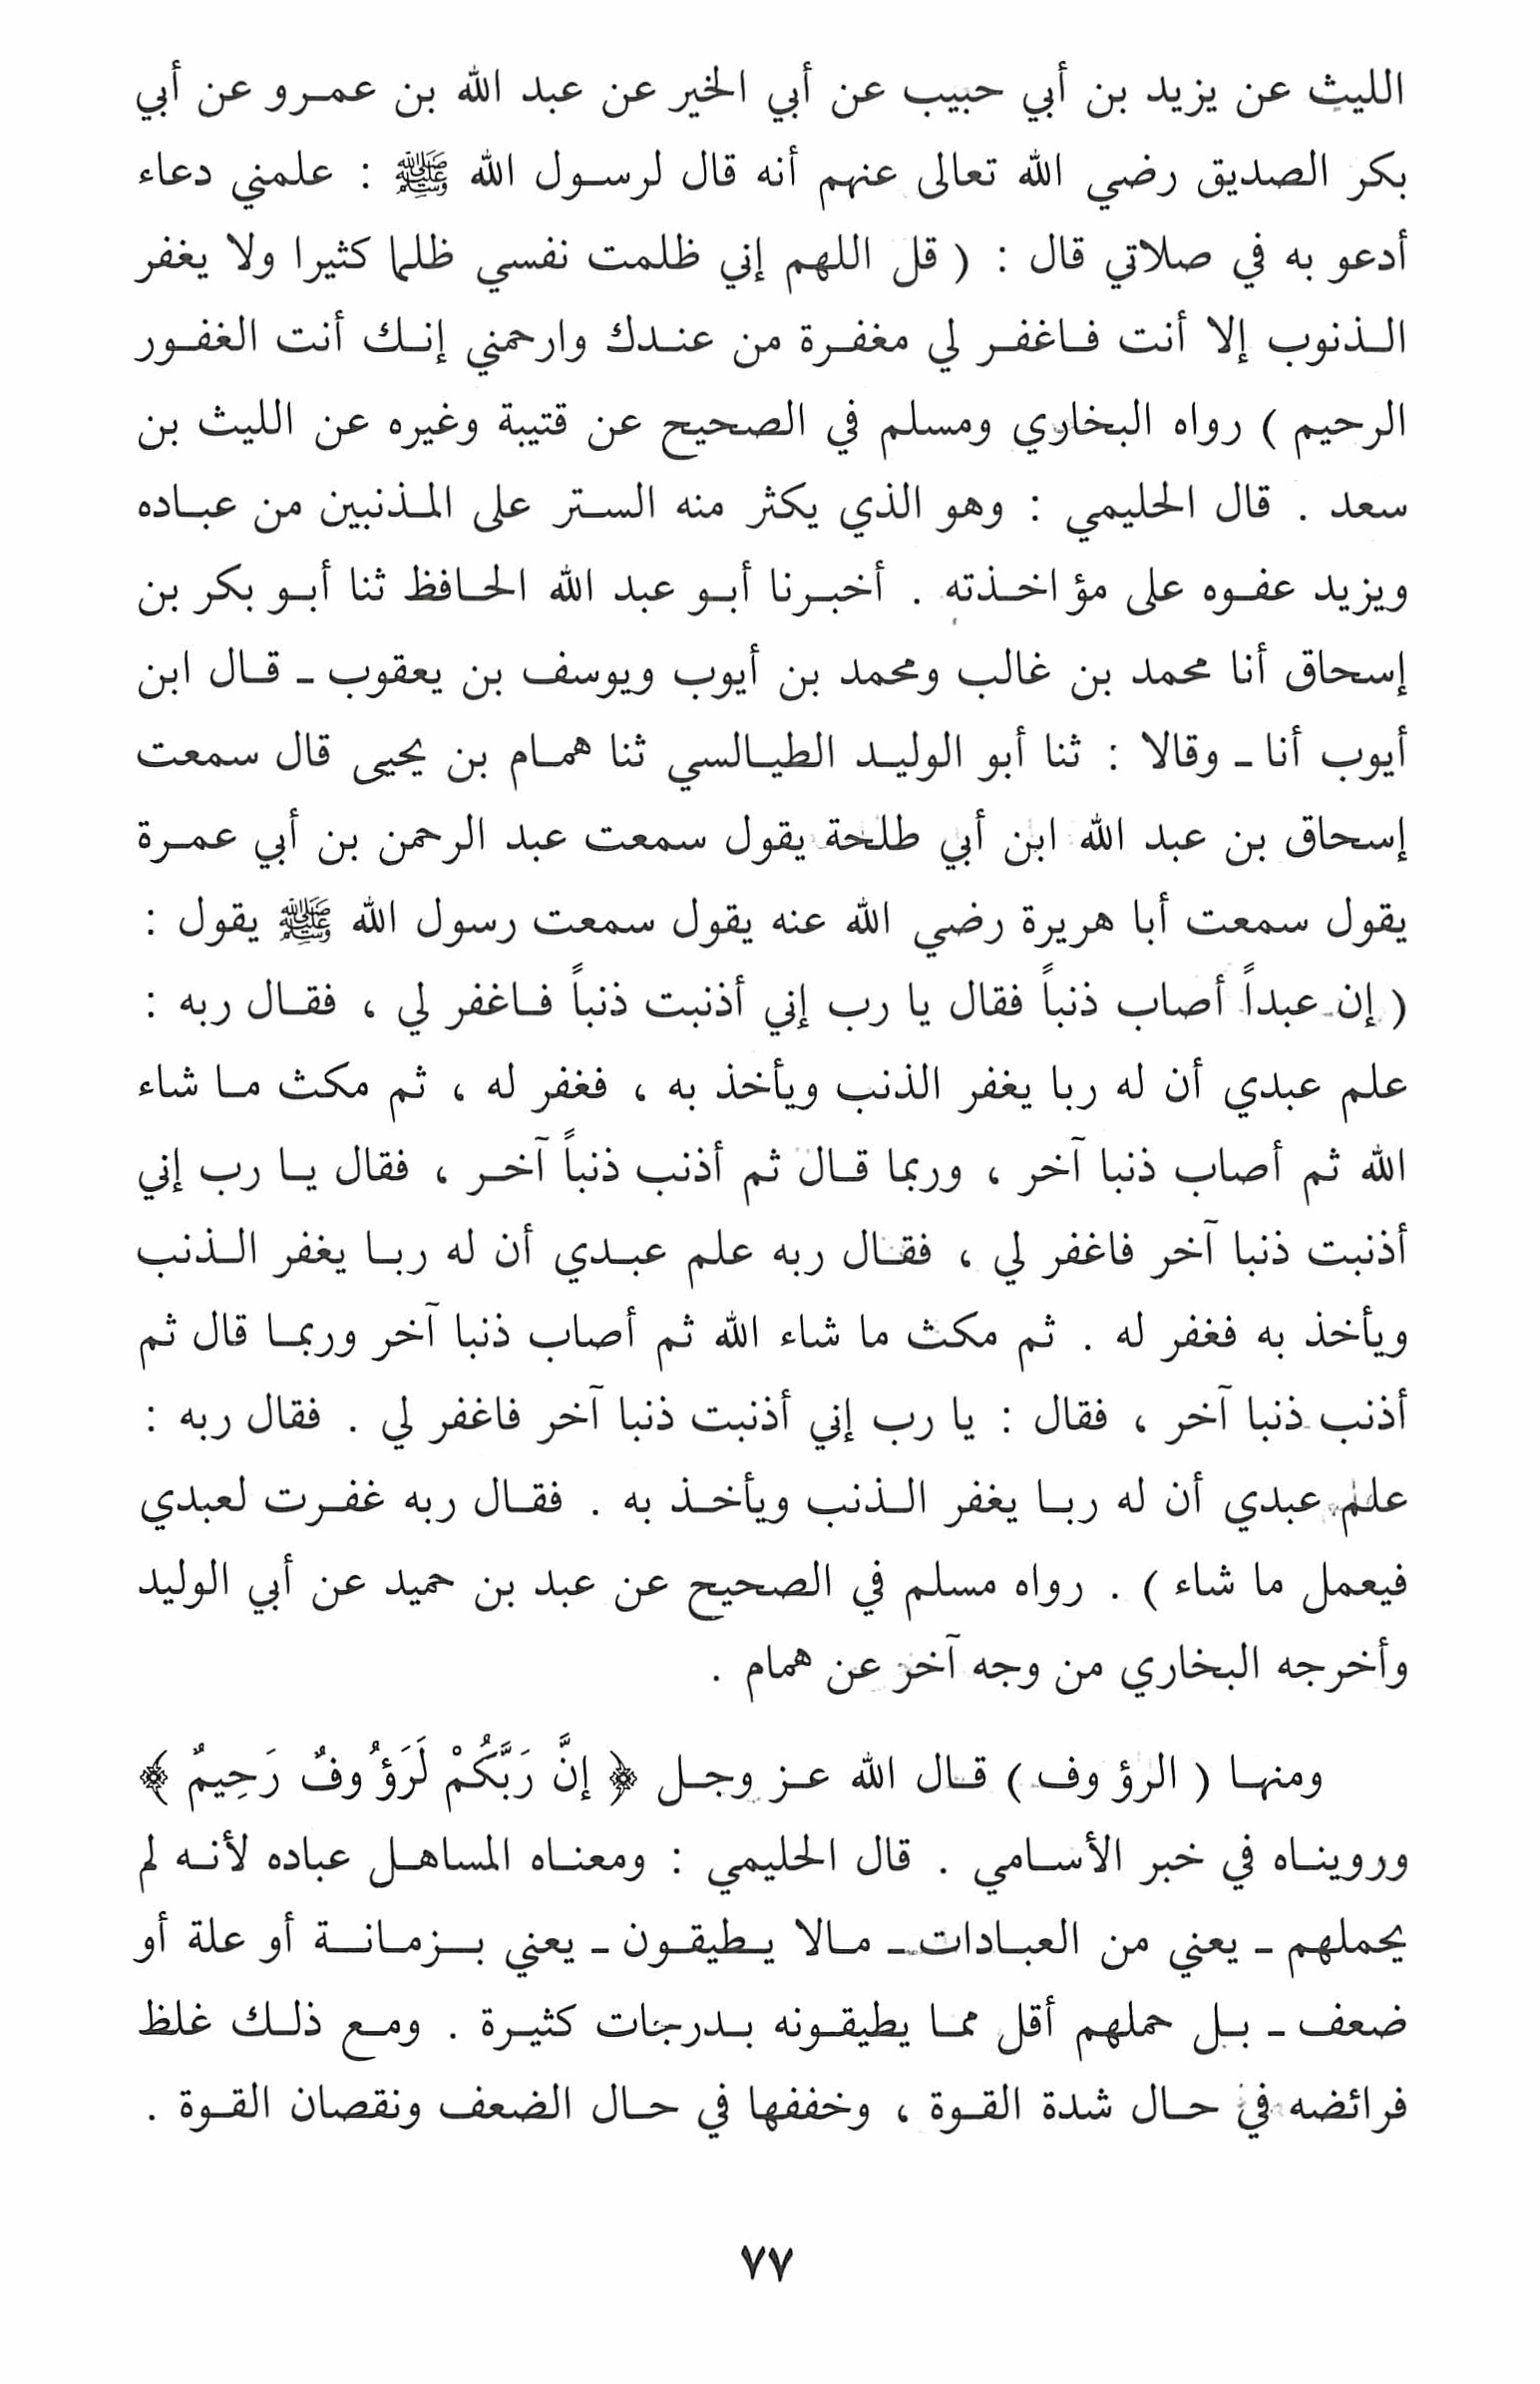 الليث عن يزيد بن أبي حبيب عن أبي الخير عن عبد الله بن عمرو عن أبي
بكر الصديق رضي الله تعالى عنهم أنه قال لرسول الله ﷺ : علمني دعاء
أدعو به في صلاتي قال : ( قل اللهم إني ظلمت نفسي ظلما كثيرا ولا يغفر
الذنوب إلا أنت فاغفر لي مغفرة من عندك وارحمني إنك أنت الغفور
الرحيم ) رواه البخاري ومسلم في الصحيح عن قتيبة وغيره عن الليث بن
سعد . قال الحليمي : وهو الذي يكثر منه الستر على المذنبين من عباده
ويزيد عفوه على مؤاخذته . أخبرنا أبو عبد الله الحافظ ثنا أبو بكر بن
إسحاق أنا محمد بن غالب ومحمد بن أيوب ويوسف بن يعقوب ـ قال ابن
أيوب أنا ـ وقالا : ثنا أبو الوليد الطيالسي ثنا همام بن يحيى قال سمعت
إسحاق بن عبد الله ابن أبي طلحة يقول سمعت عبد الرحمن بن أبي عمرة
يقول سمعت أبا هريرة رضي الله عنه يقول سمعت رسول الله ﷺ يقول :
( إن عبداً أصاب ذنباً فقال يا رب إني أذنبت ذنباً فاغفر لي ، فقال ربه :
علم عبدي أن له ربا يغفر الذنب ويأخذ به ، فغفر له ، ثم مكث ما شاء
الله ثم أصاب ذنبا آخر ، وربما قال ثم أذنب ذنباً آخر ، فقال يا رب إني
أذنبت ذنبا آخر فاغفر لي ، فقال ربه علم عبدي أن له ربا يغفر الذنب
ويأخذ به فغفر له . ثم مكث ما شاء الله ثم أصاب ذنبا آخر وربما قال ثم
أذنب ذنبا آخر ، فقال : يا رب إني أذنبت ذنبا آخر فاغفر لي . فقال ربه :
علم عبدي أن له ربا يغفر الذنب ويأخذ به . فقال ربه غفرت لعبدي
فيعمل ما شاء ) . رواه مسلم في الصحيح عن عبد بن حميد عن أبي الوليد
وأخرجه البخاري من وجه آخر عن همام .
ومنها ( الرؤوف ) قال الله عز وجل ﴿ إنَّ رَبَّكُمْ لَرَؤُوفٌ رَحِيمٌ ﴾
ورويناه في خبر الأسامي . قال الحليمي : ومعناه المساهل عباده لأنه لم
يحملهم ـ يعني من العبادات ـ مالا يطيقون ـ يعني بزمانة أو علة أو
ضعف ـ بل حملهم أقل مما يطيقونه بدرجات كثيرة . ومع ذلك غلظ
فرائضه في حال شدة القوة ، وخففها في حال الضعف ونقصان القوة .
٧٧